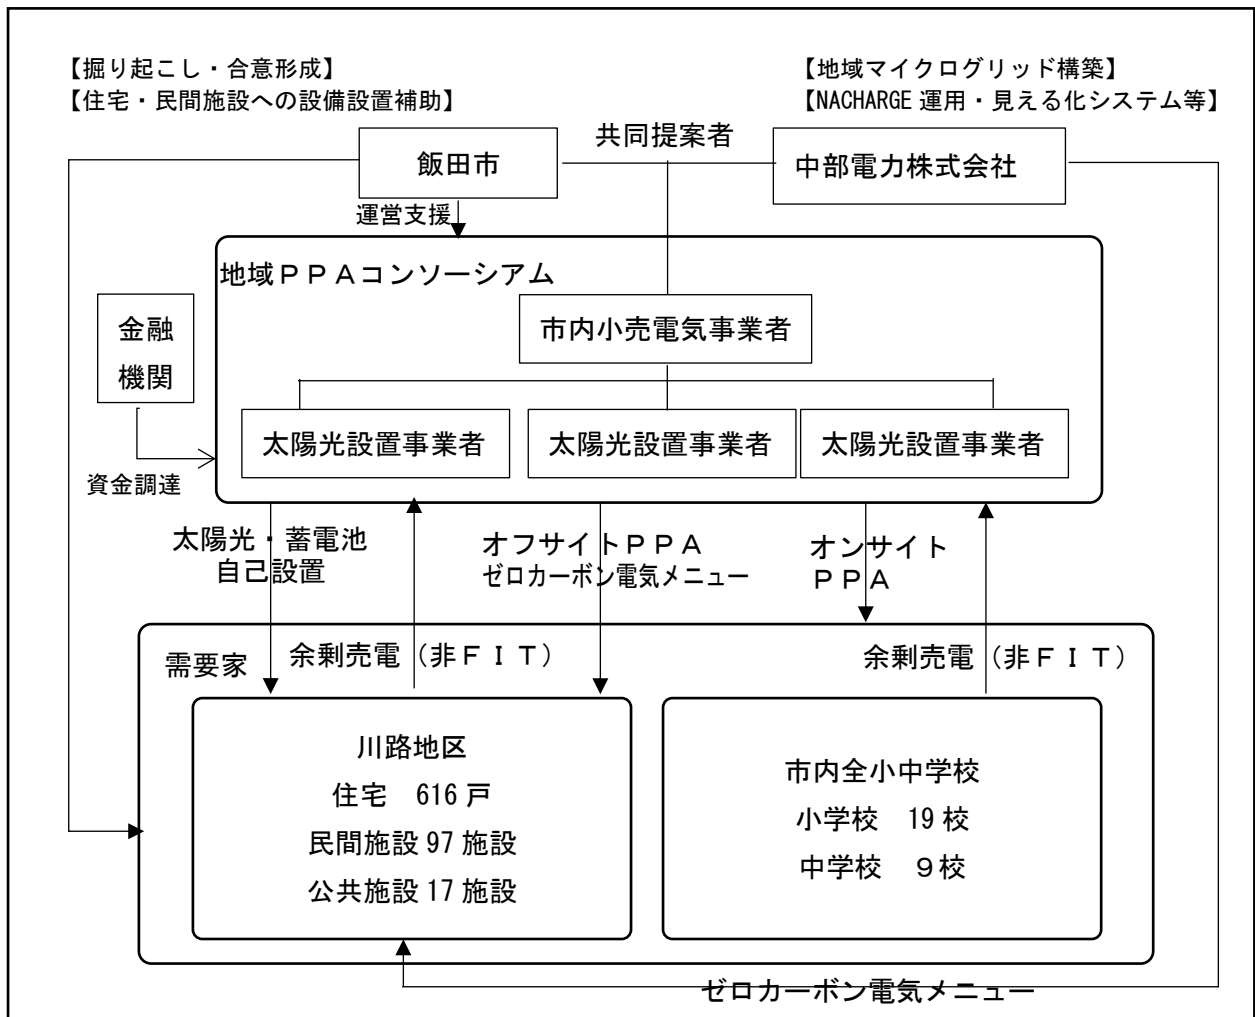 【掘り起こし・合意形成】
【住宅・民間施設への設備設置補助】
【地域マイクログリッド構築】
【NACHARGE 運用・見える化システム等】
共同提案者
飯田市
中部電力株式会社
運営支援
地域ＰＰＡコンソーシアム
金融
機関
市内小売電気事業者
太陽光設置事業者
太陽光設置事業者
太陽光設置事業者
資金調達
太陽光・蓄電池
自己設置
オフサイトＰＰＡ
ゼロカーボン電気メニュー
オンサイト
ＰＰＡ
需要家
余剰売電（非ＦＩＴ）
余剰売電（非ＦＩＴ）
川路地区
住宅　616 戸
民間施設 97 施設
公共施設 17 施設
市内全小中学校
小学校　19 校
中学校　９校
ゼロカーボン電気メニュー